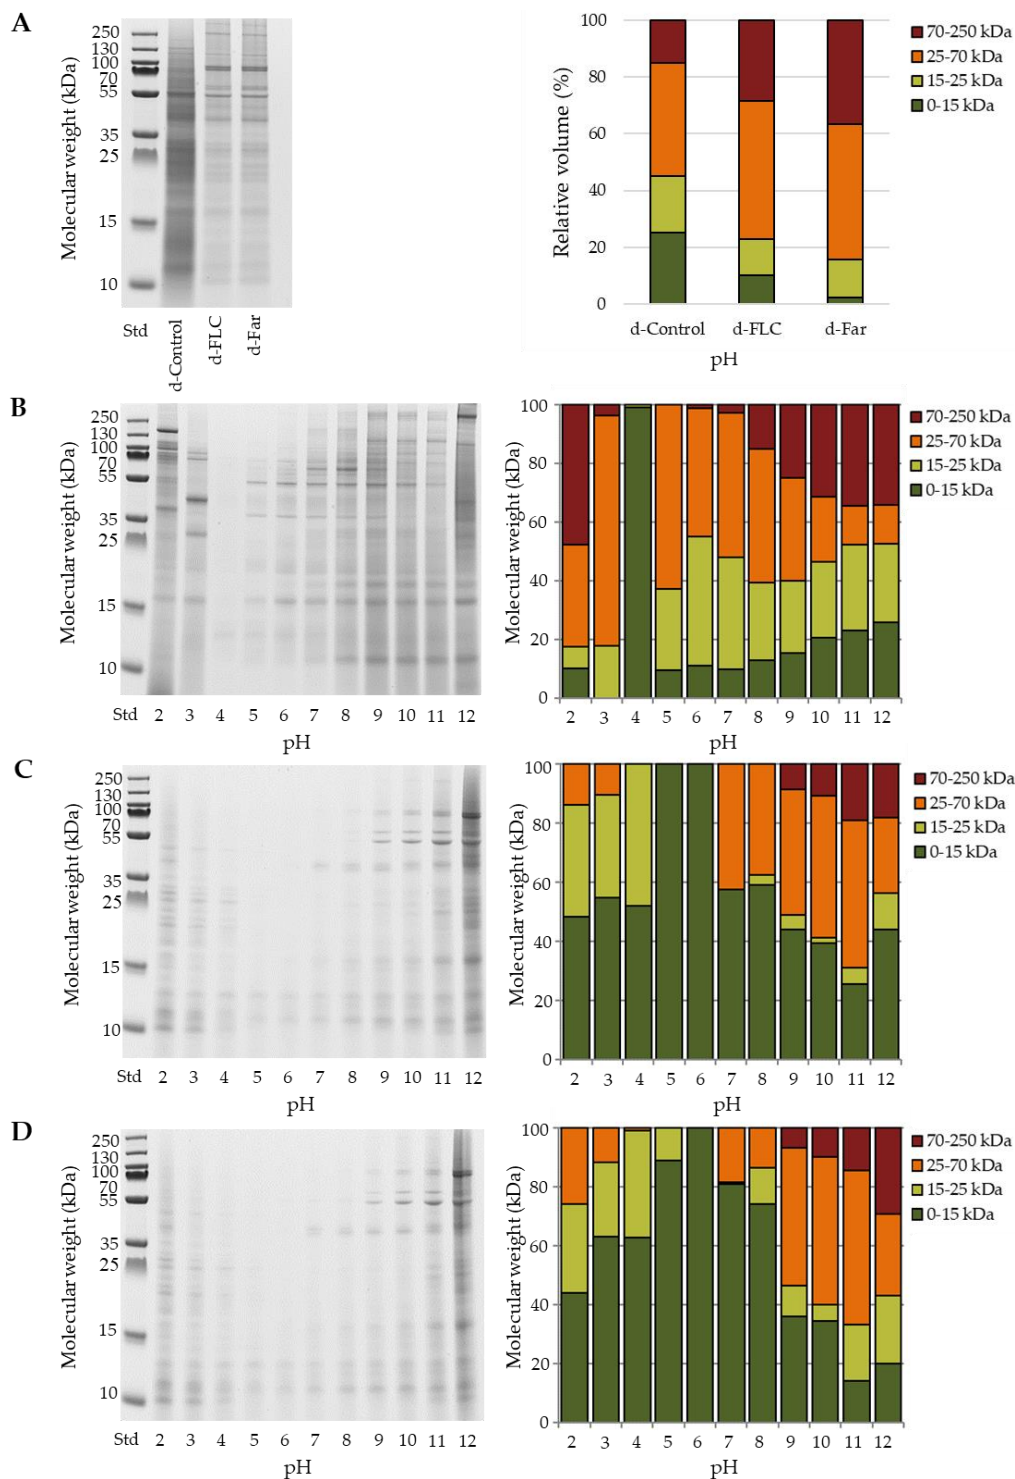 A
Molecular weight (kDa)
250
130
100
70
55
35
25
15
10
Std
d-Control
d-FLC
d-Far
Relative volume (%)
100
80
60
40
20
0
d-Control d-FLC d-Far
pH
70-250 kDa
25-70 kDa
15-25 kDa
0-15 kDa
B
Molecular weight (kDa)
250
130
100
70
55
35
25
15
10
Std 2 3 4 5 6 7 8 9 10 11 12
pH
Molecular weight (kDa)
100
80
60
40
20
0
2 3 4 5 6 7 8 9 10 11 12
pH
70-250 kDa
25-70 kDa
15-25 kDa
0-15 kDa
C
Molecular weight (kDa)
250
130
100
70
55
35
25
15
10
Std 2 3 4 5 6 7 8 9 10 11 12
pH
Molecular weight (kDa)
100
80
60
40
20
0
2 3 4 5 6 7 8 9 10 11 12
pH
70-250 kDa
25-70 kDa
15-25 kDa
0-15 kDa
D
Molecular weight (kDa)
250
130
100
70
55
35
25
15
10
Std 2 3 4 5 6 7 8 9 10 11 12
pH
Molecular weight (kDa)
100
80
60
40
20
0
2 3 4 5 6 7 8 9 10 11 12
pH
70-250 kDa
25-70 kDa
15-25 kDa
0-15 kDa